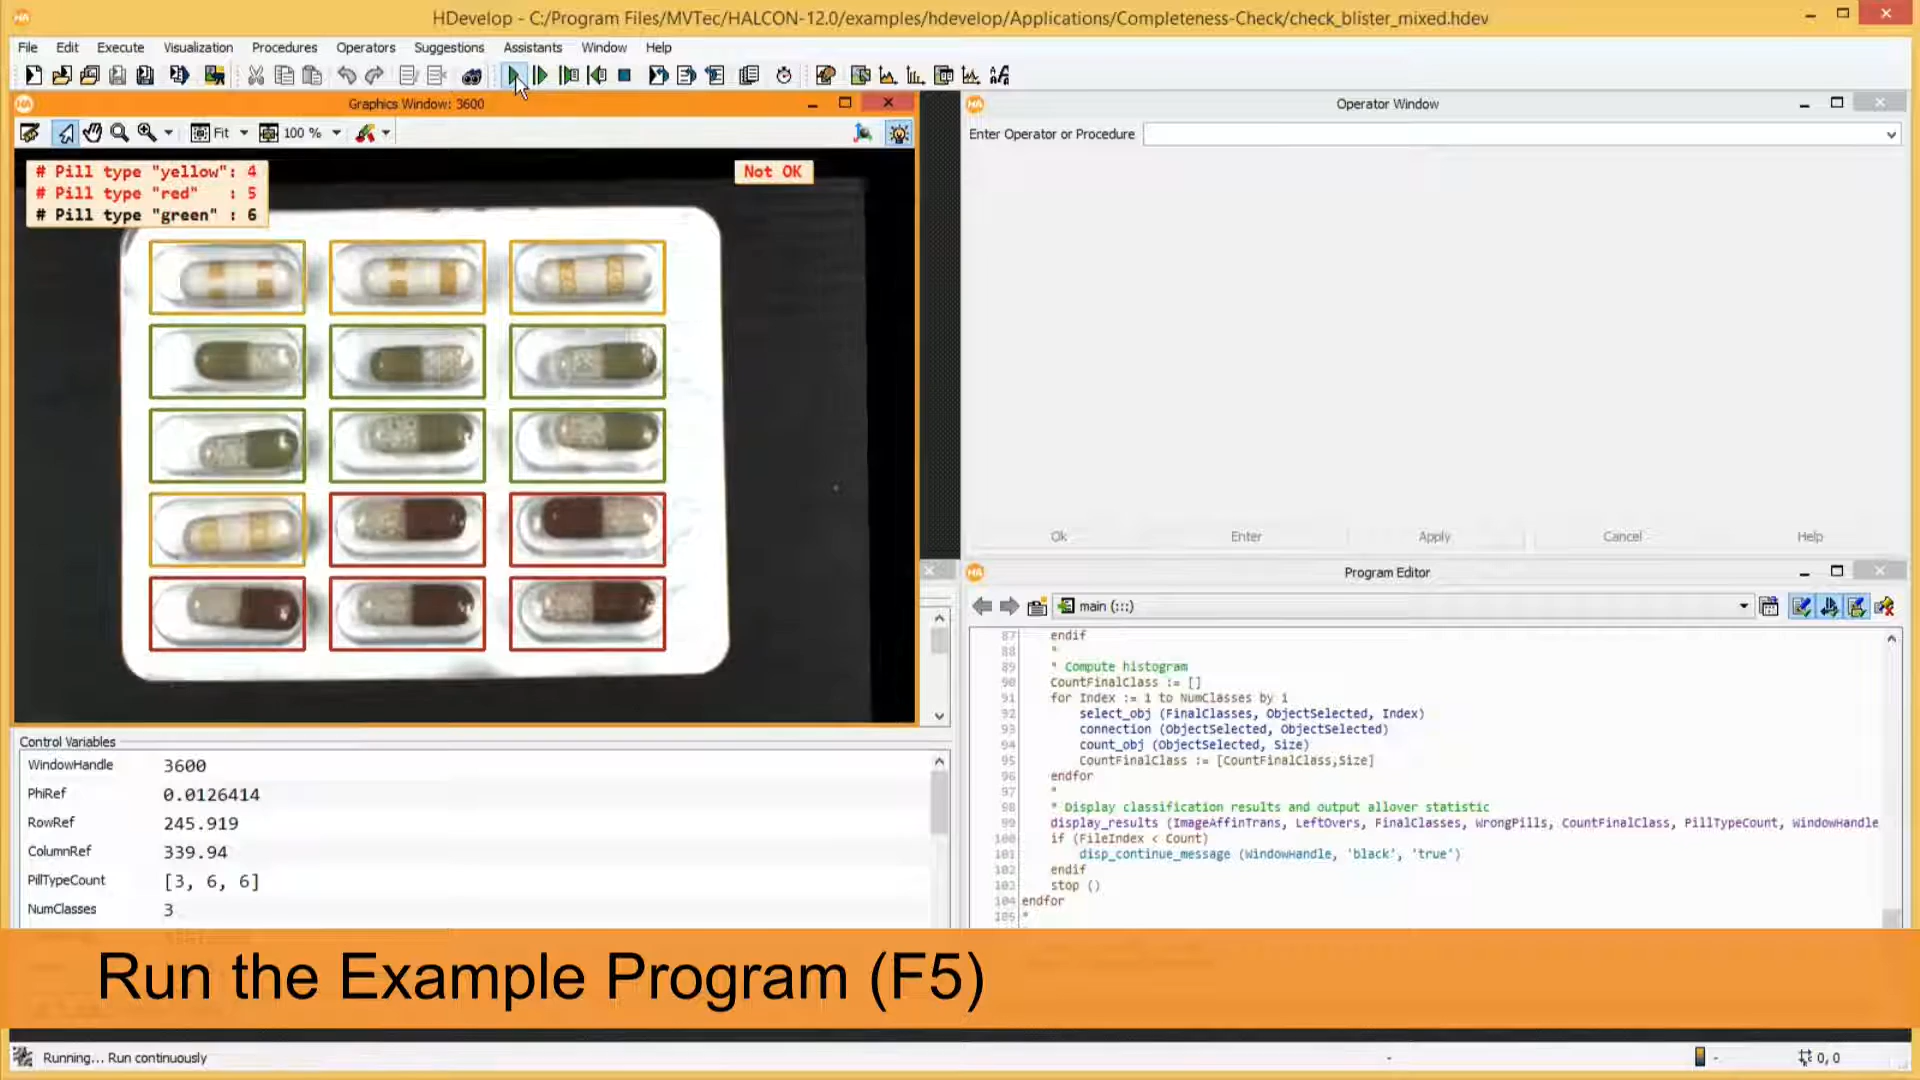 HDevelop - C:/Program Files/MVTec/HALCON-12.0/examples/hdevelop/Applications/Completeness-Check/check_blister_mixed.hdev
File Edit Execute Visualization Procedures Operators Suggestions Assistants Window Help
Graphics Window: 3600
Fit 100 %
# Pill type "yellow": 4
# Pill type "red" : 5
# Pill type "green" : 6
Not OK
Control Variables
WindowHandle 3600
PhiRef 0.0126414
RowRef 245.919
ColumnRef 339.94
PillTypeCount [3, 6, 6]
NumClasses 3
Operator Window
Enter Operator or Procedure
Ok Enter Apply Cancel Help
Program Editor
main (:::)
87 endif
88 *
89 * Compute histogram
90 CountFinalClass := []
91 for Index := 1 to NumClasses by 1
92 select_obj (FinalClasses, ObjectSelected, Index)
93 connection (ObjectSelected, ObjectSelected)
94 count_obj (ObjectSelected, Size)
95 CountFinalClass := [CountFinalClass,Size]
96 endfor
97 *
98 * Display classification results and output allover statistic
99 display_results (ImageAffinTrans, LeftOvers, FinalClasses, WrongPills, CountFinalClass, PillTypeCount, WindowHandle
100 if (FileIndex < Count)
101 disp_continue_message (WindowHandle, 'black', 'true')
102 endif
103 stop ()
104 endfor
105 *
Run the Example Program (F5)
Running... Run continuously
-
-
0, 0